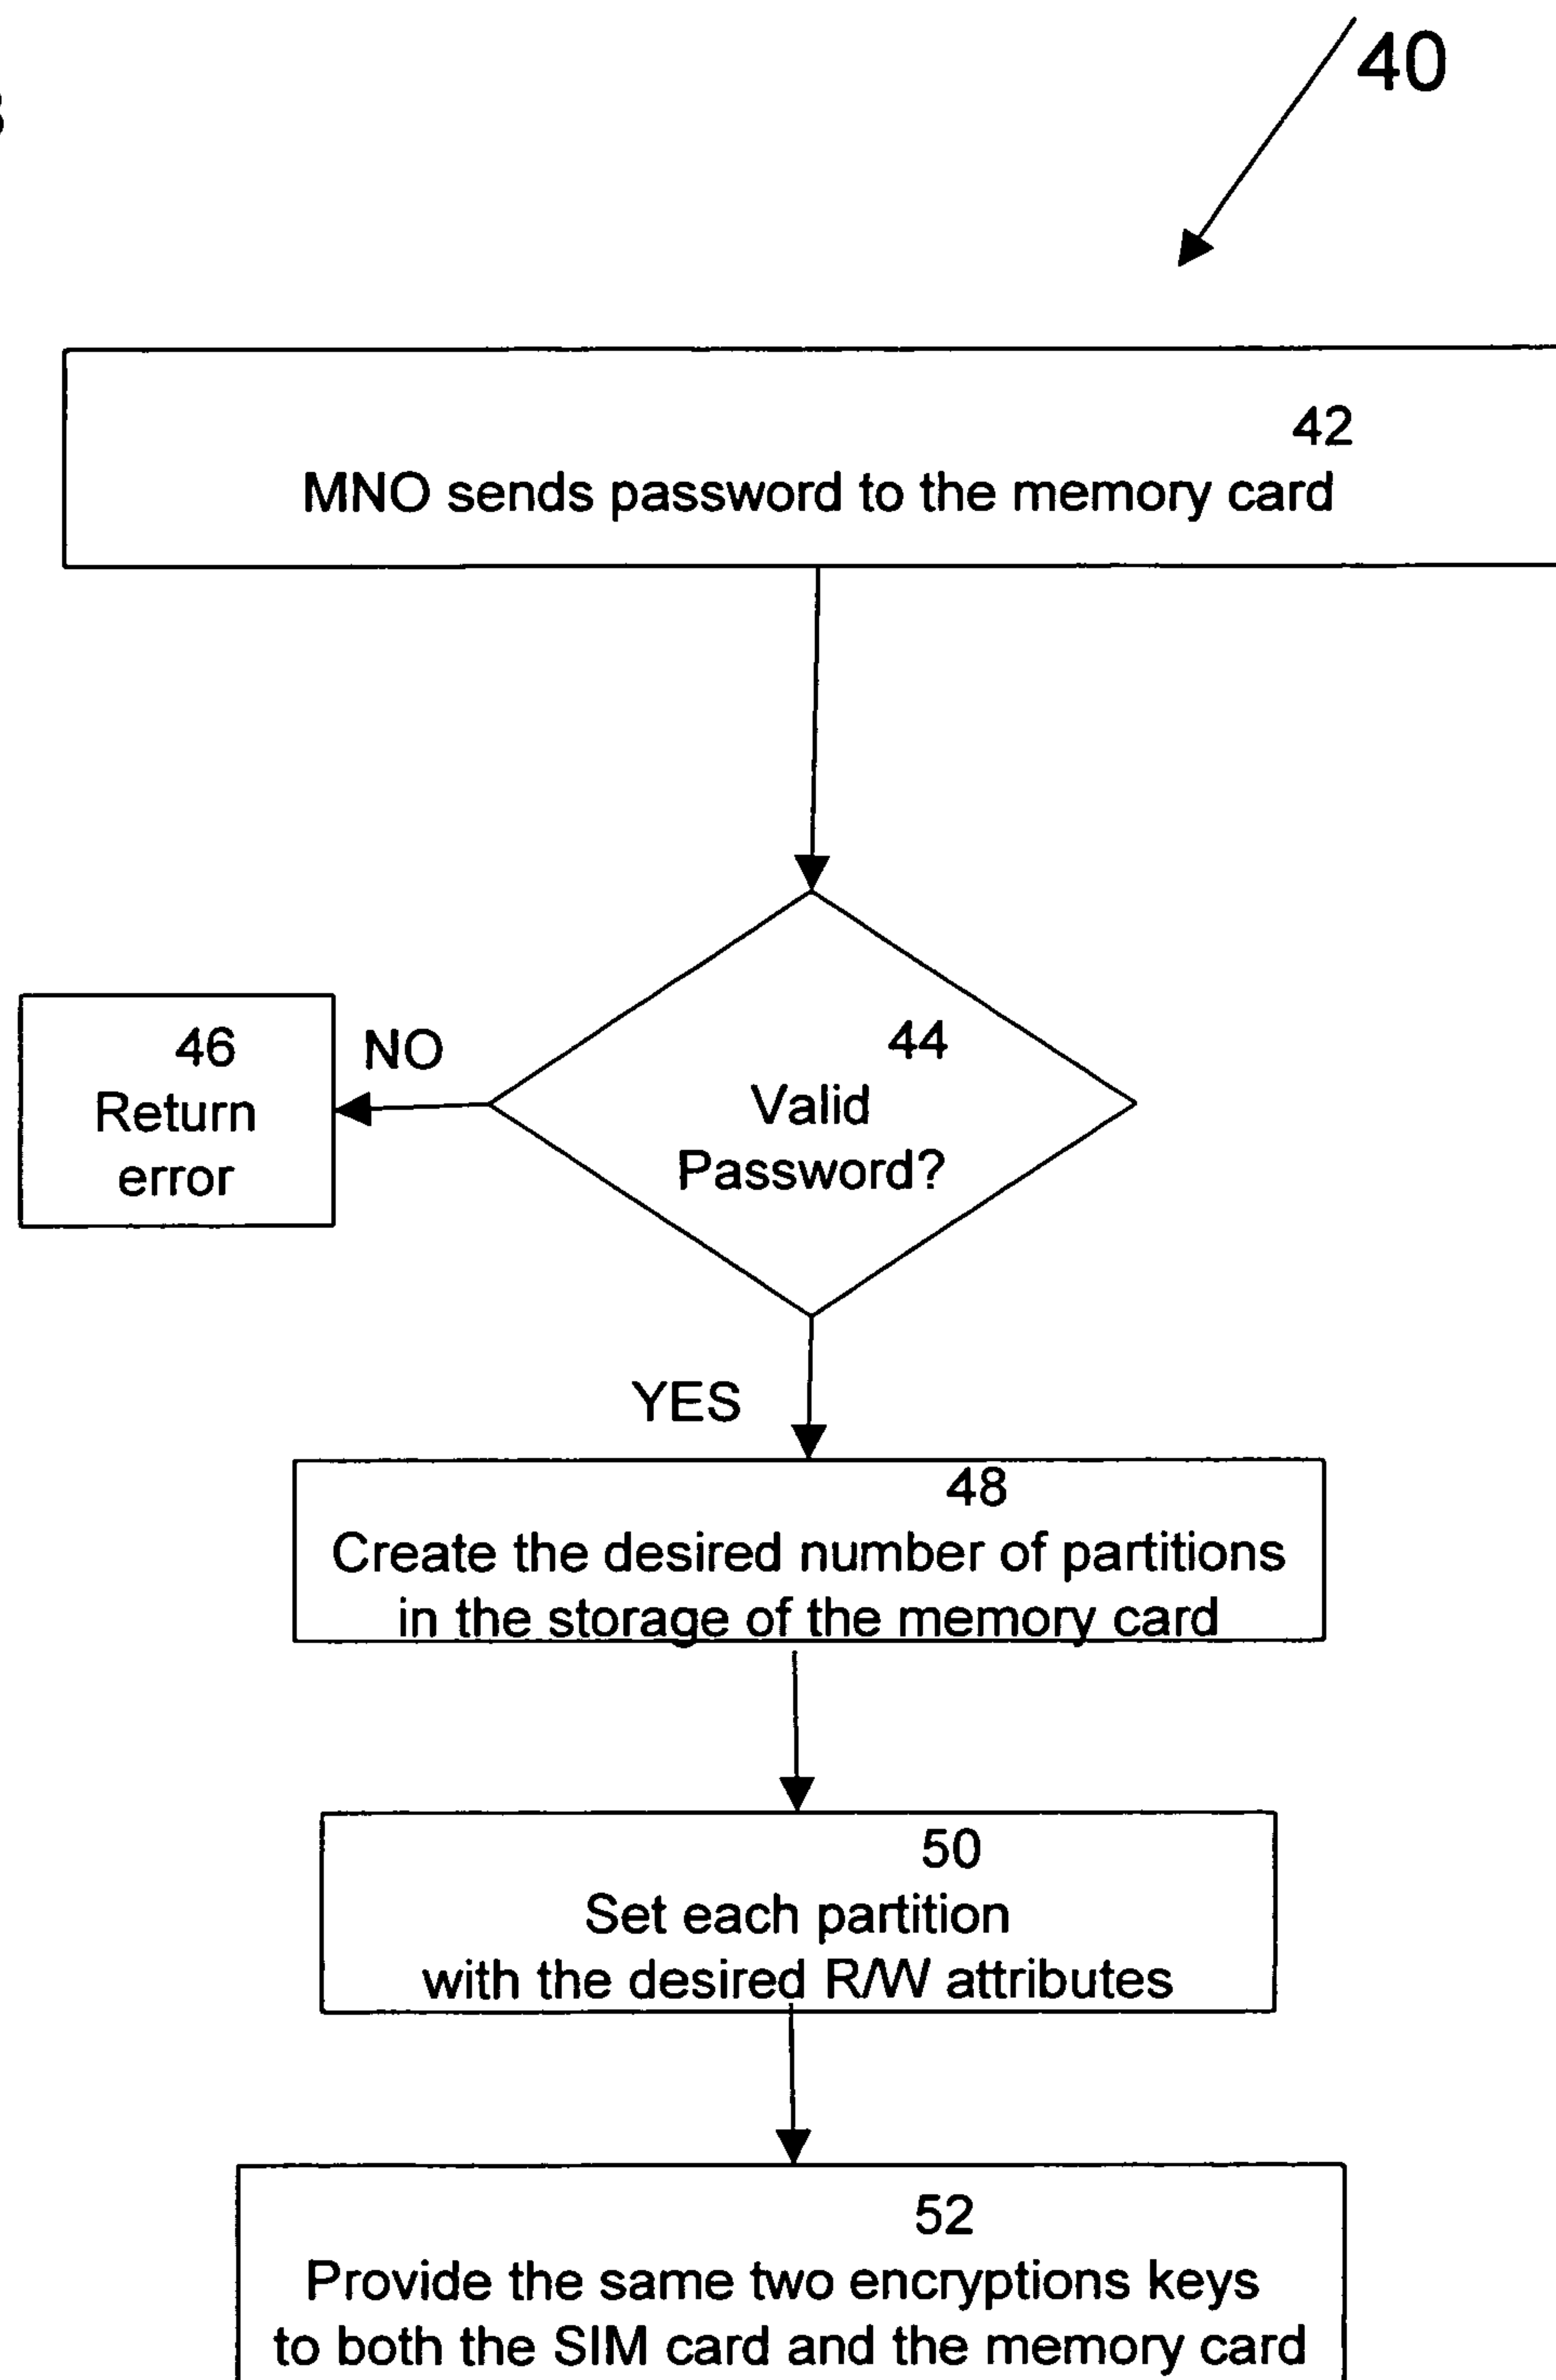 40
42
MNO sends password to the memory card
44
Valid
Password?
NO
46
Return
error
YES
48
Create the desired number of partitions
in the storage of the memory card
50
Set each partition
with the desired R/W attributes
52
Provide the same two encryptions keys
to both the SIM card and the memory card